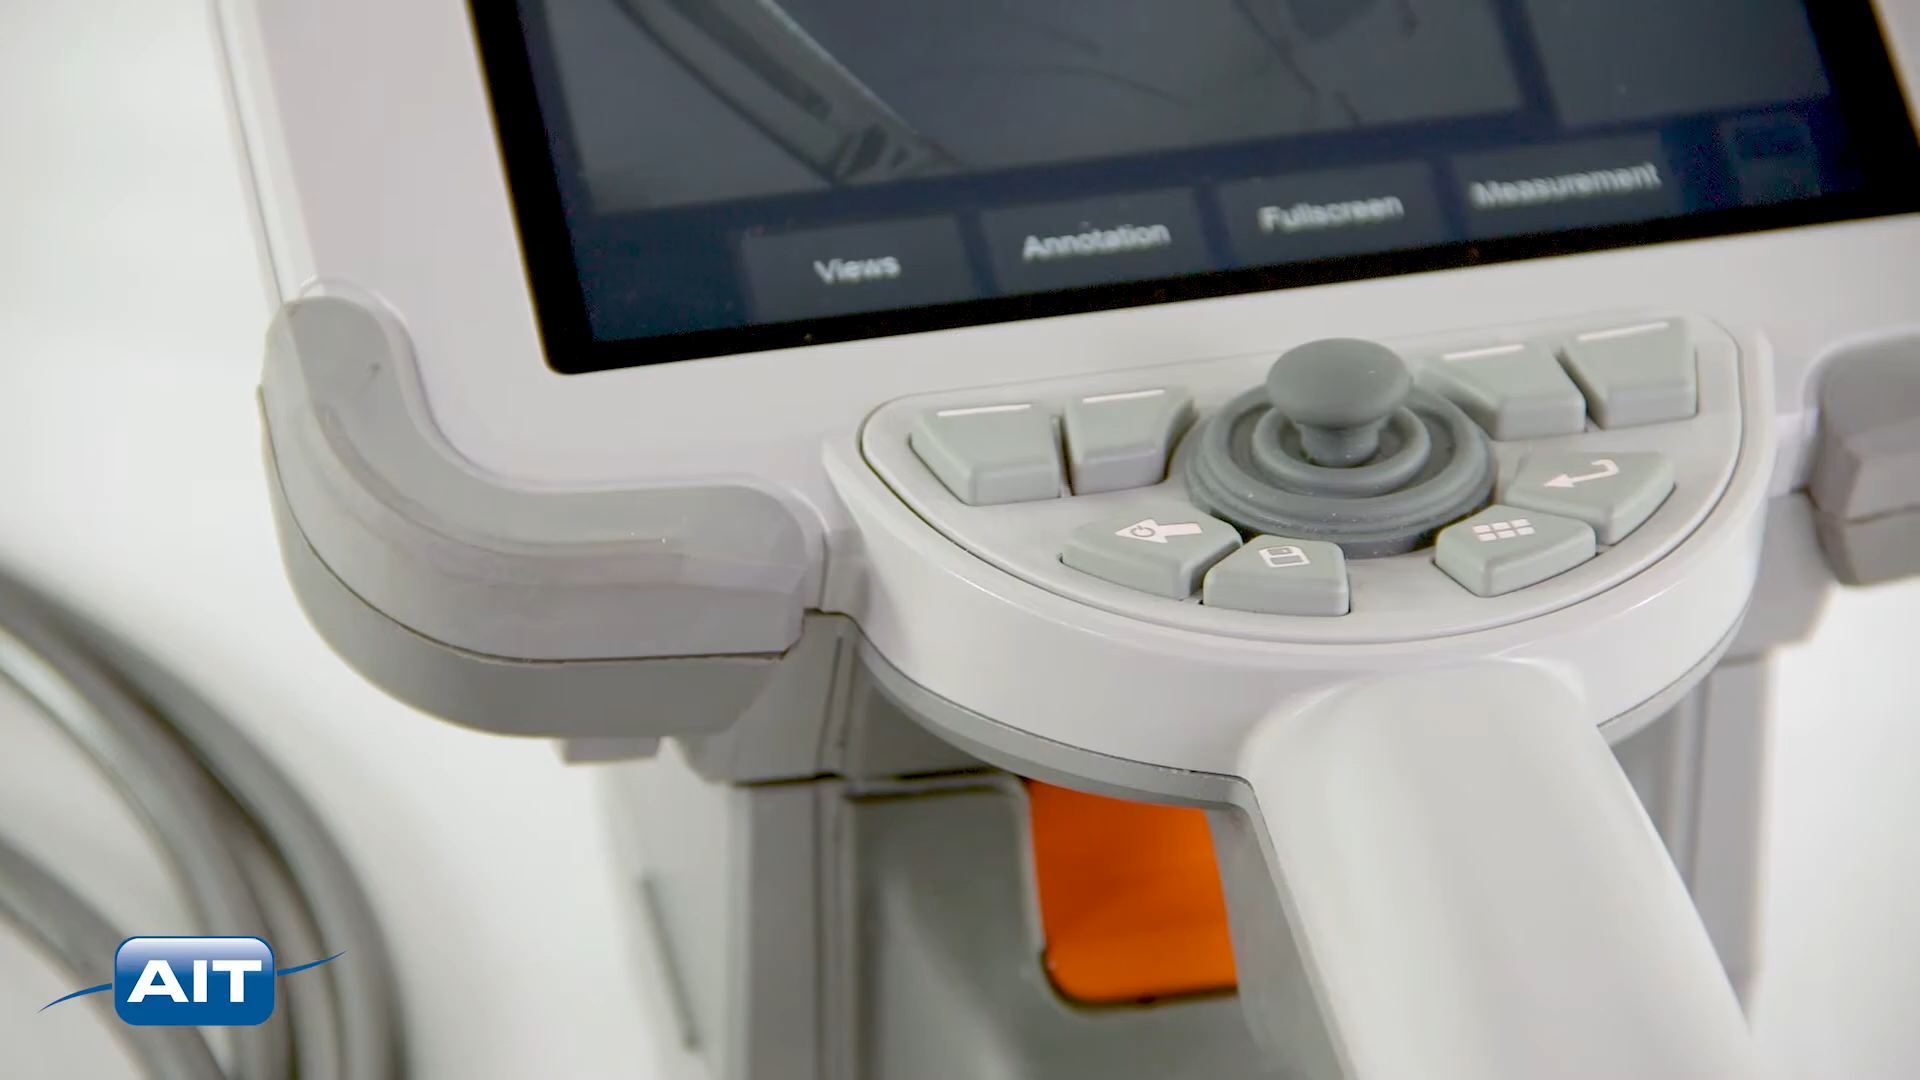 Views
Annotation
Fullscreen
Measurement
AIT